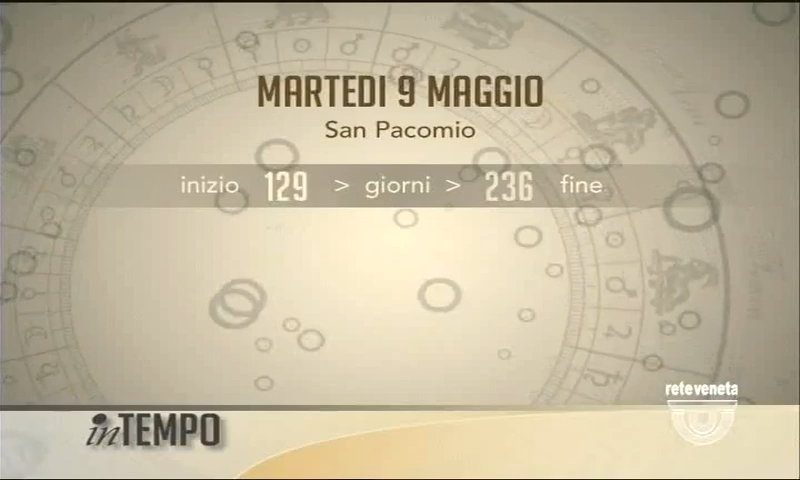 MARTEDI 9 MAGGIO
San Pacomio
inizio 129 > giorni > 236 fine
reteveneta
inTEMPO